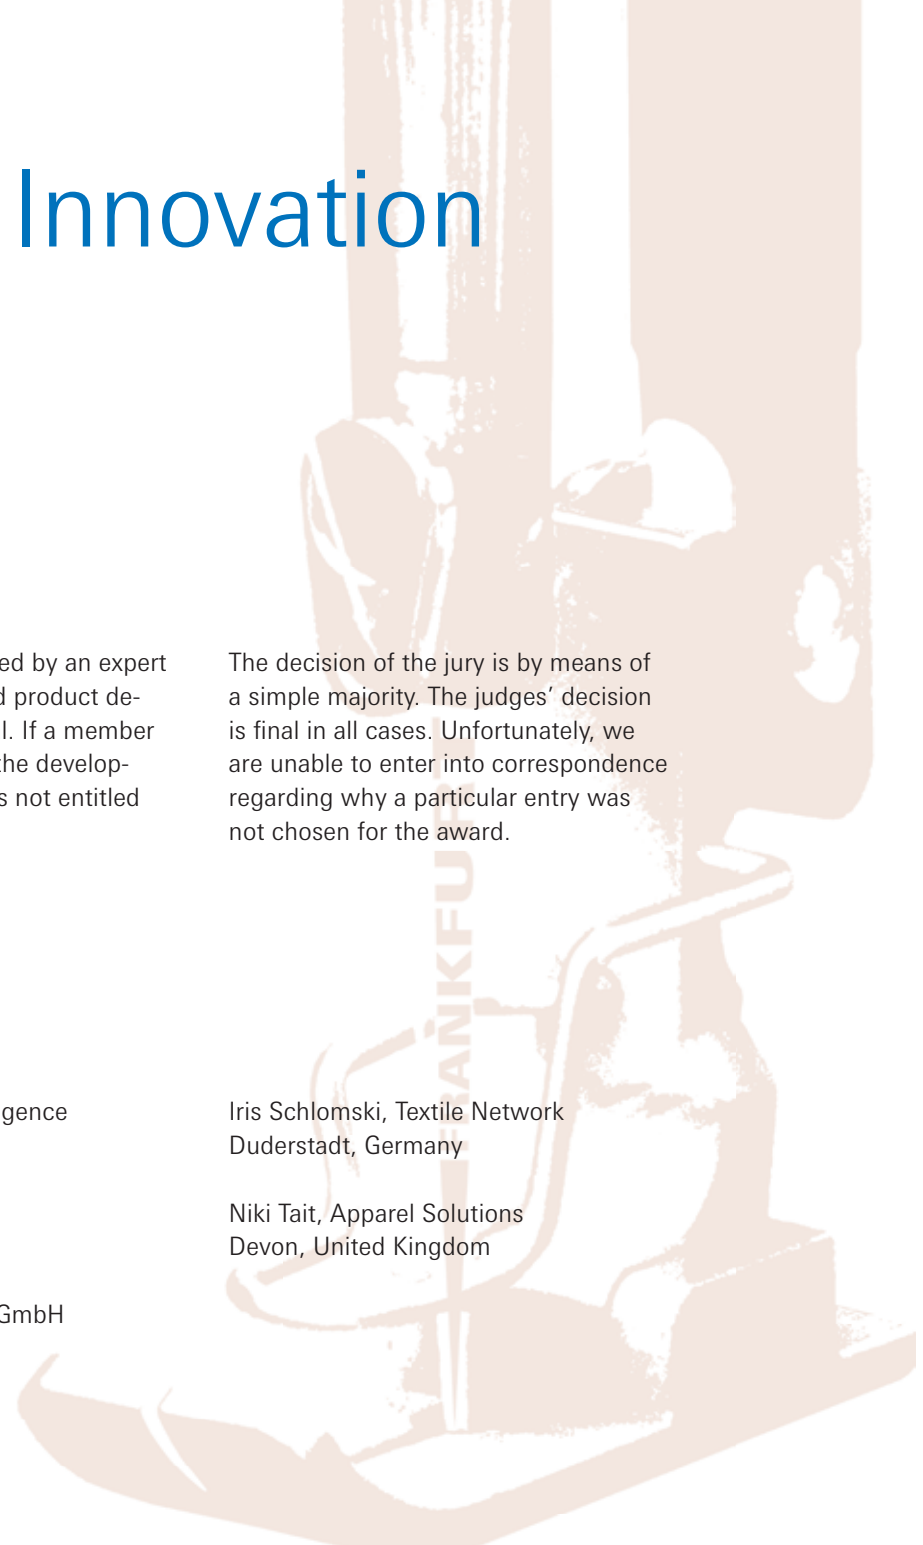 Innovation
ed by an expert
d product de-
l. If a member
the develop-
s not entitled
The decision of the jury is by means of
a simple majority. The judges’ decision
is final in all cases. Unfortunately, we
are unable to enter into correspondence
regarding why a particular entry was
not chosen for the award.
gence
GmbH
Iris Schlomski, Textile Network
Duderstadt, Germany
Niki Tait, Apparel Solutions
Devon, United Kingdom
FRANKFURT